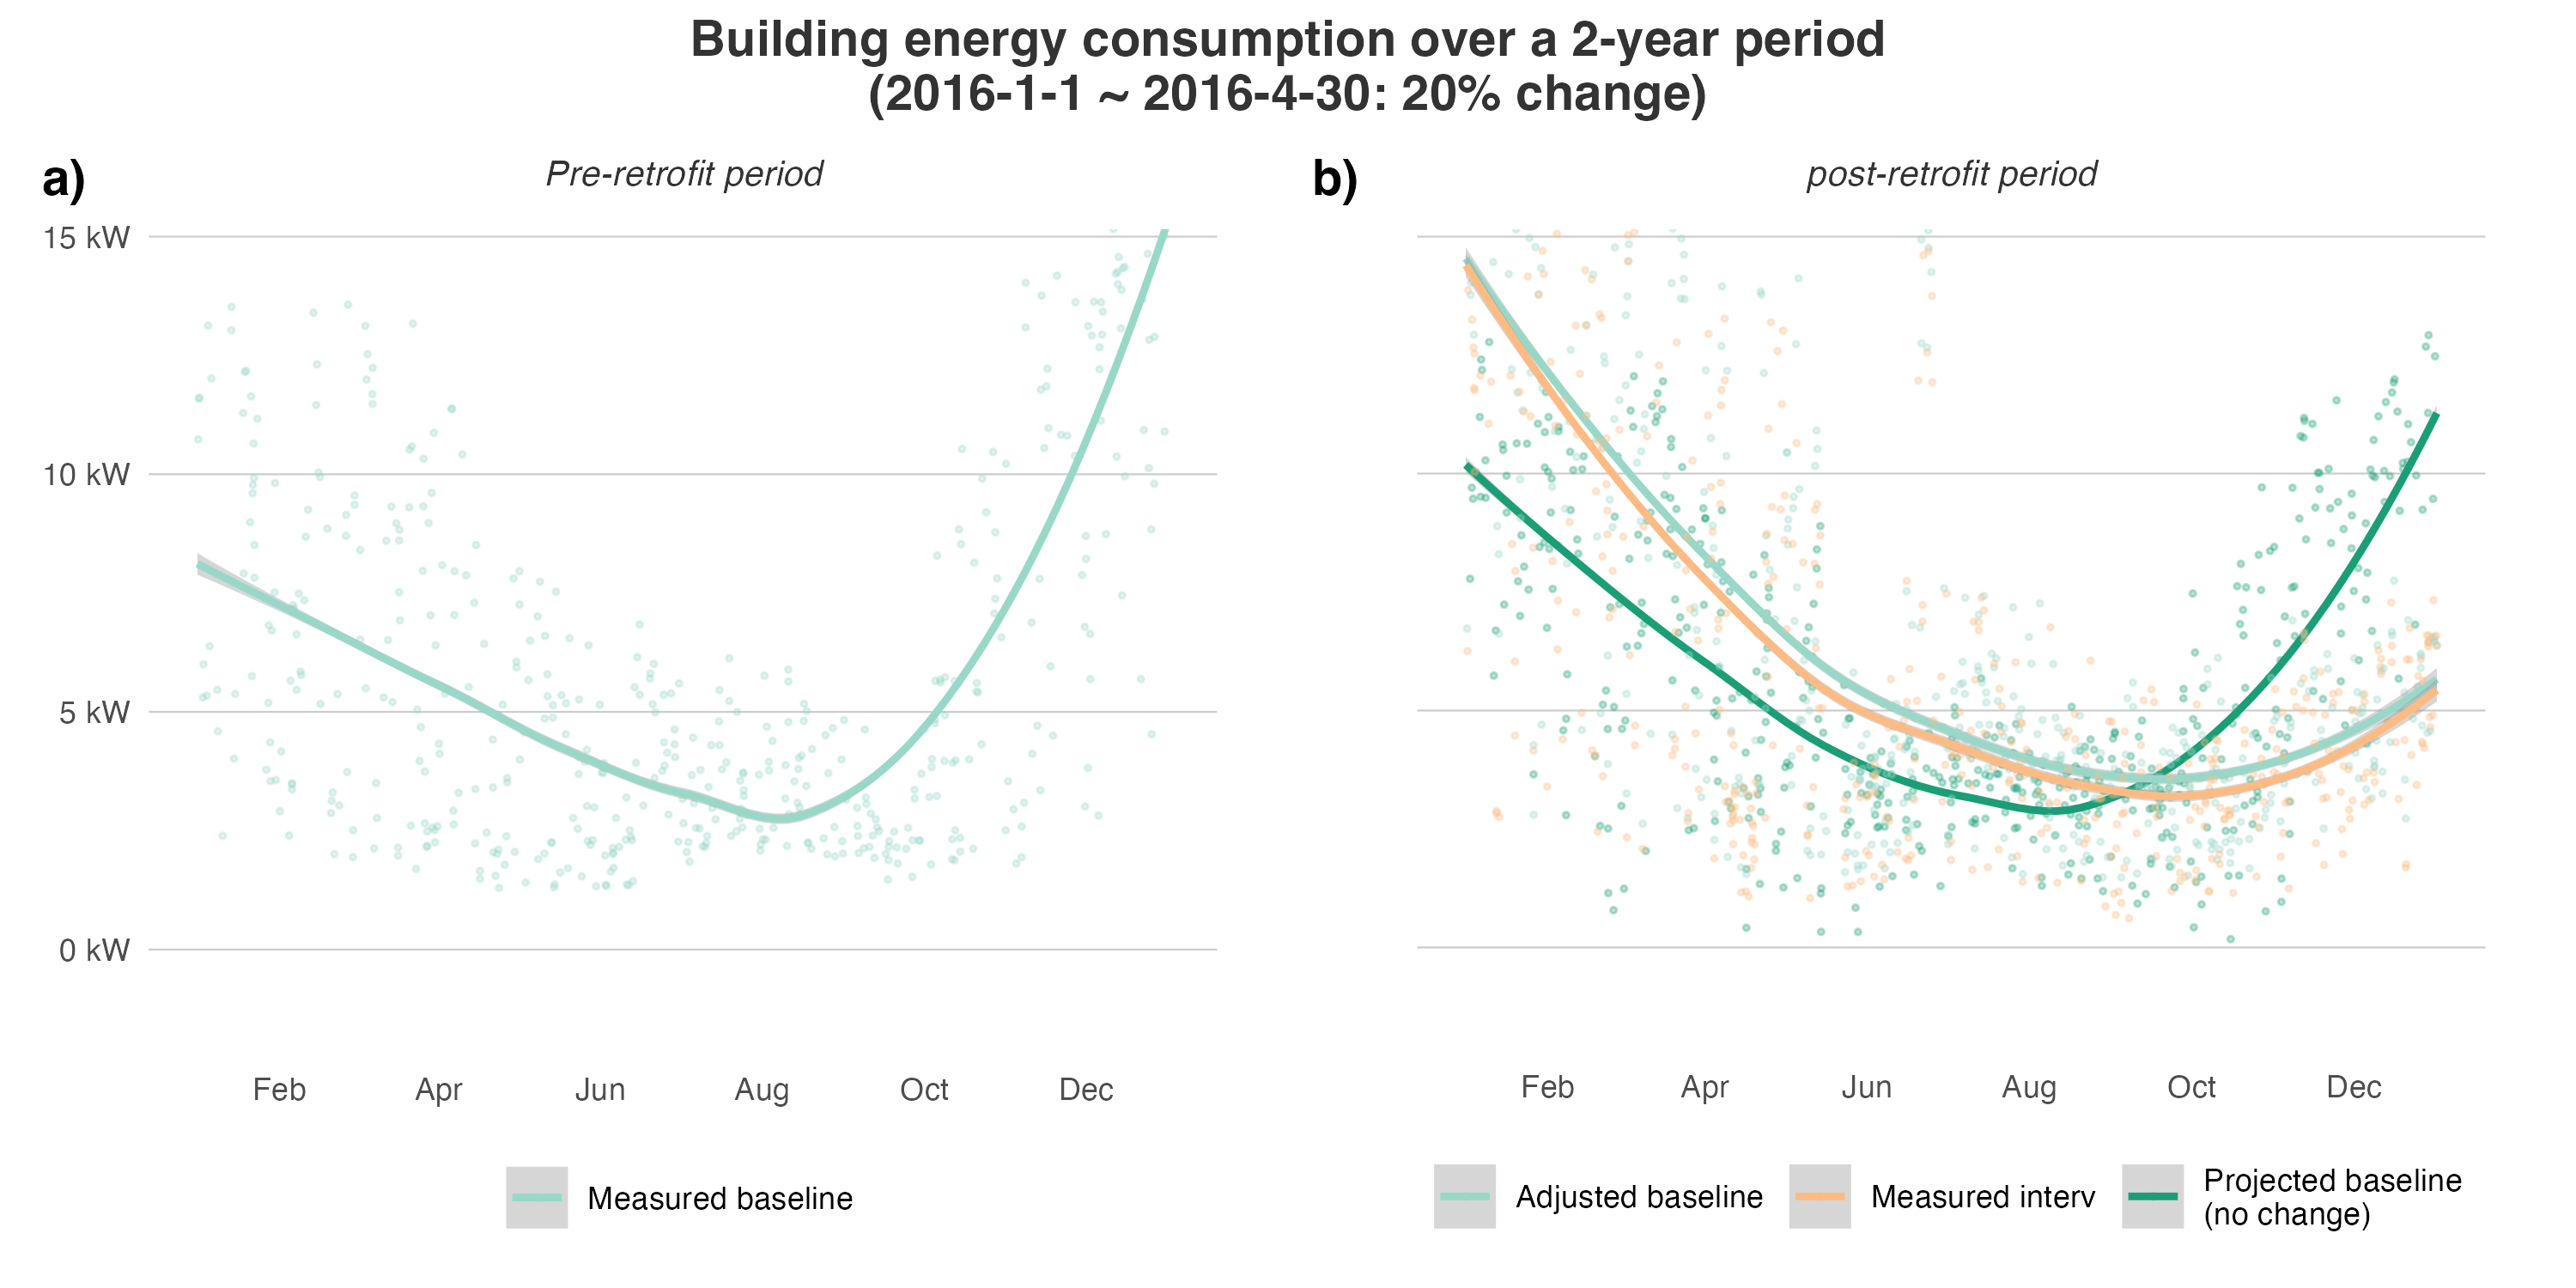 Building energy consumption over a 2-year period
(2016-1-1 ~ 2016-4-30: 20% change)
a)
Pre-retrofit period
15 kW
10 kW
5 kW
0 kW
Feb Apr Jun Aug Oct Dec
Measured baseline
b)
post-retrofit period
Feb Apr Jun Aug Oct Dec
Adjusted baseline
Measured interv
Projected baseline
(no change)